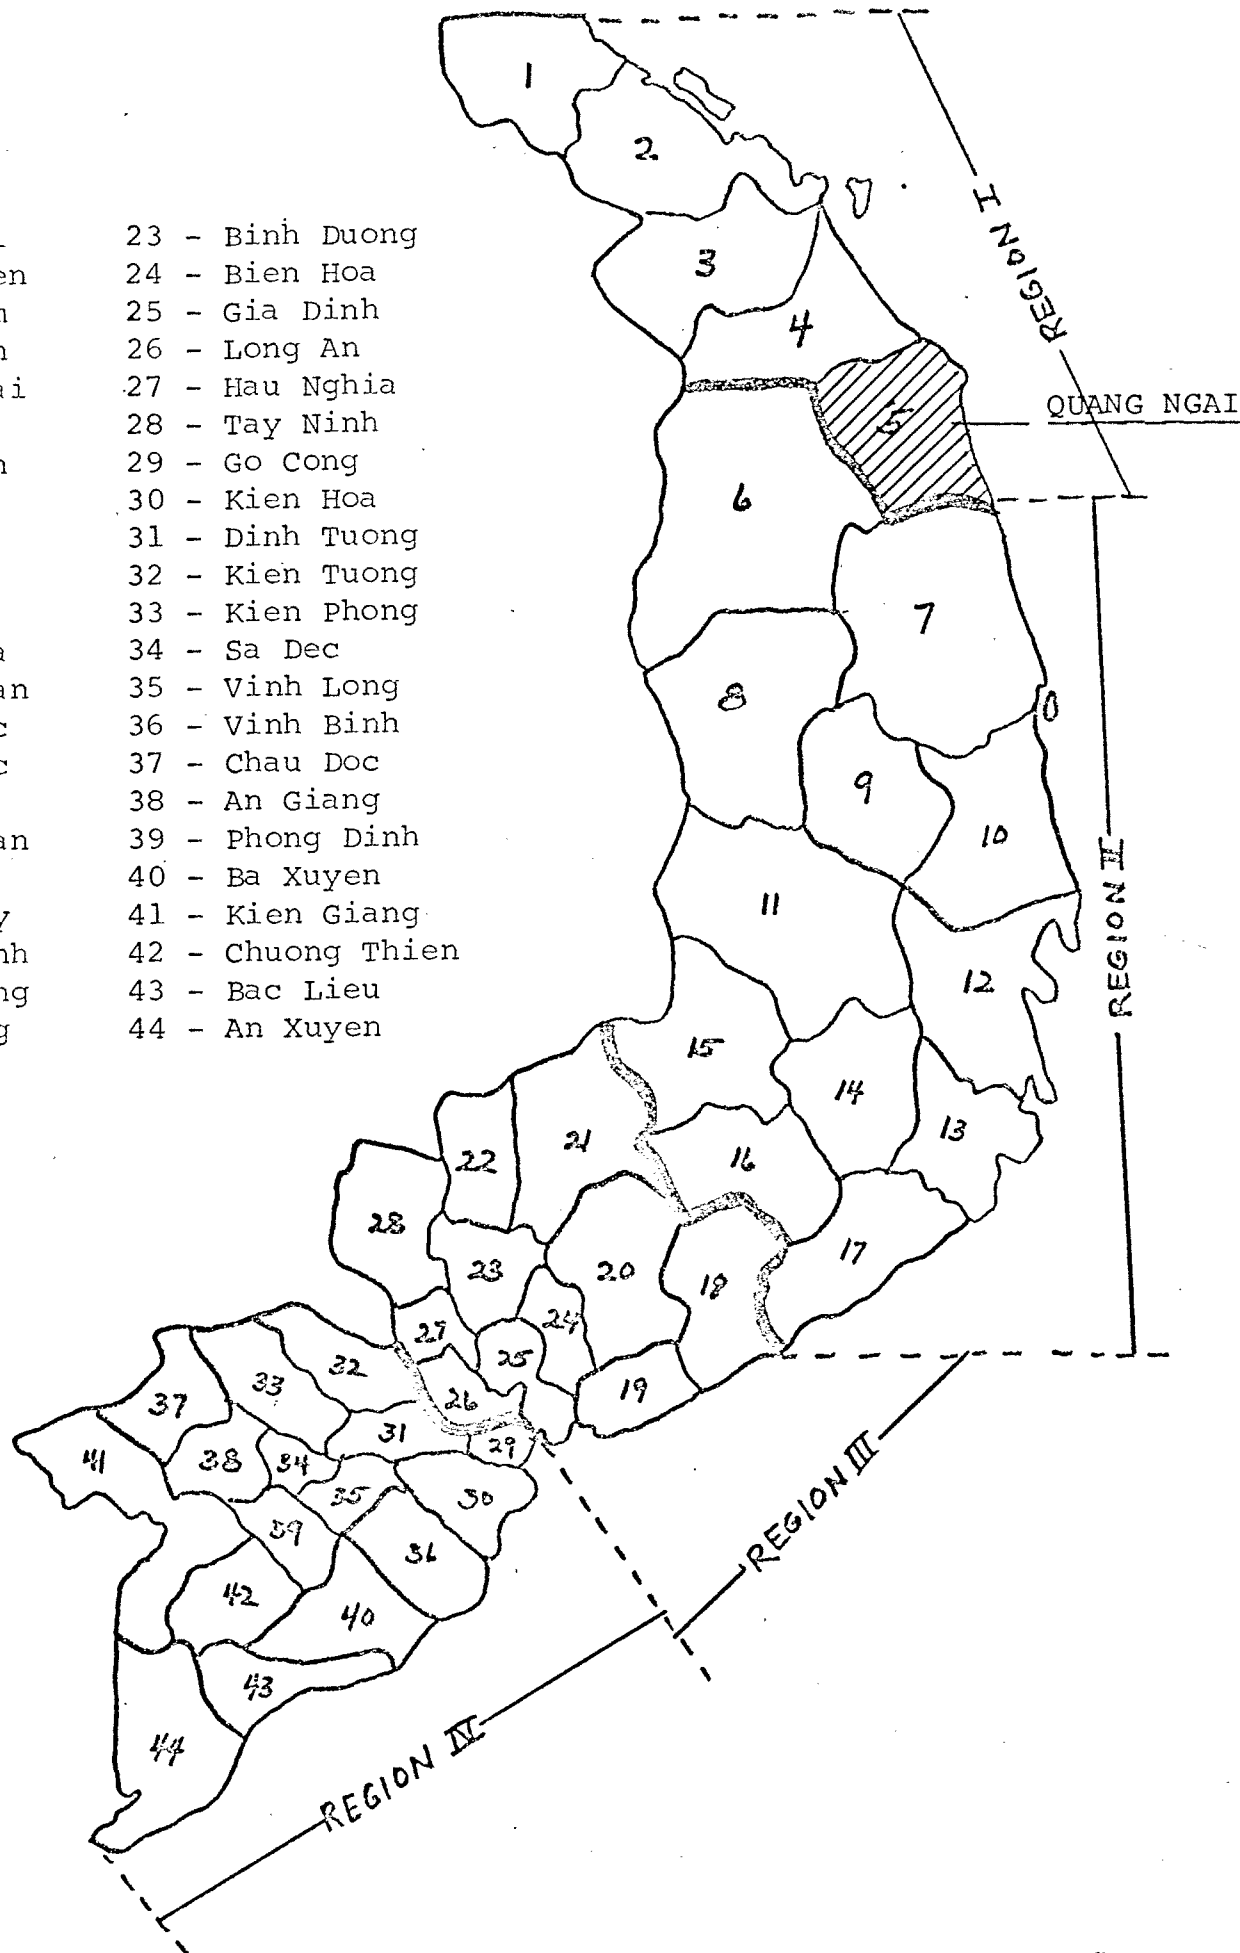 23 - Binh Duong
en 24 - Bien Hoa
25 - Gia Dinh
26 - Long An
ai 27 - Hau Nghia
28 - Tay Ninh
29 - Go Cong
30 - Kien Hoa
31 - Dinh Tuong
32 - Kien Tuong
33 - Kien Phong
a 34 - Sa Dec
an 35 - Vinh Long
c 36 - Vinh Binh
c 37 - Chau Doc
38 - An Giang
an 39 - Phong Dinh
40 - Ba Xuyen
y 41 - Kien Giang
nh 42 - Chuong Thien
ng 43 - Bac Lieu
g 44 - An Xuyen
1
2
3
4
5
QUANG NGAI
REGION I
6
7
8
9
10
11
12
REGION II
13
14
15
16
17
18
19
20
21
22
23
24
25
26
27
28
REGION III
29
30
31
32
33
34
35
36
37
38
39
40
41
42
43
44
REGION IV